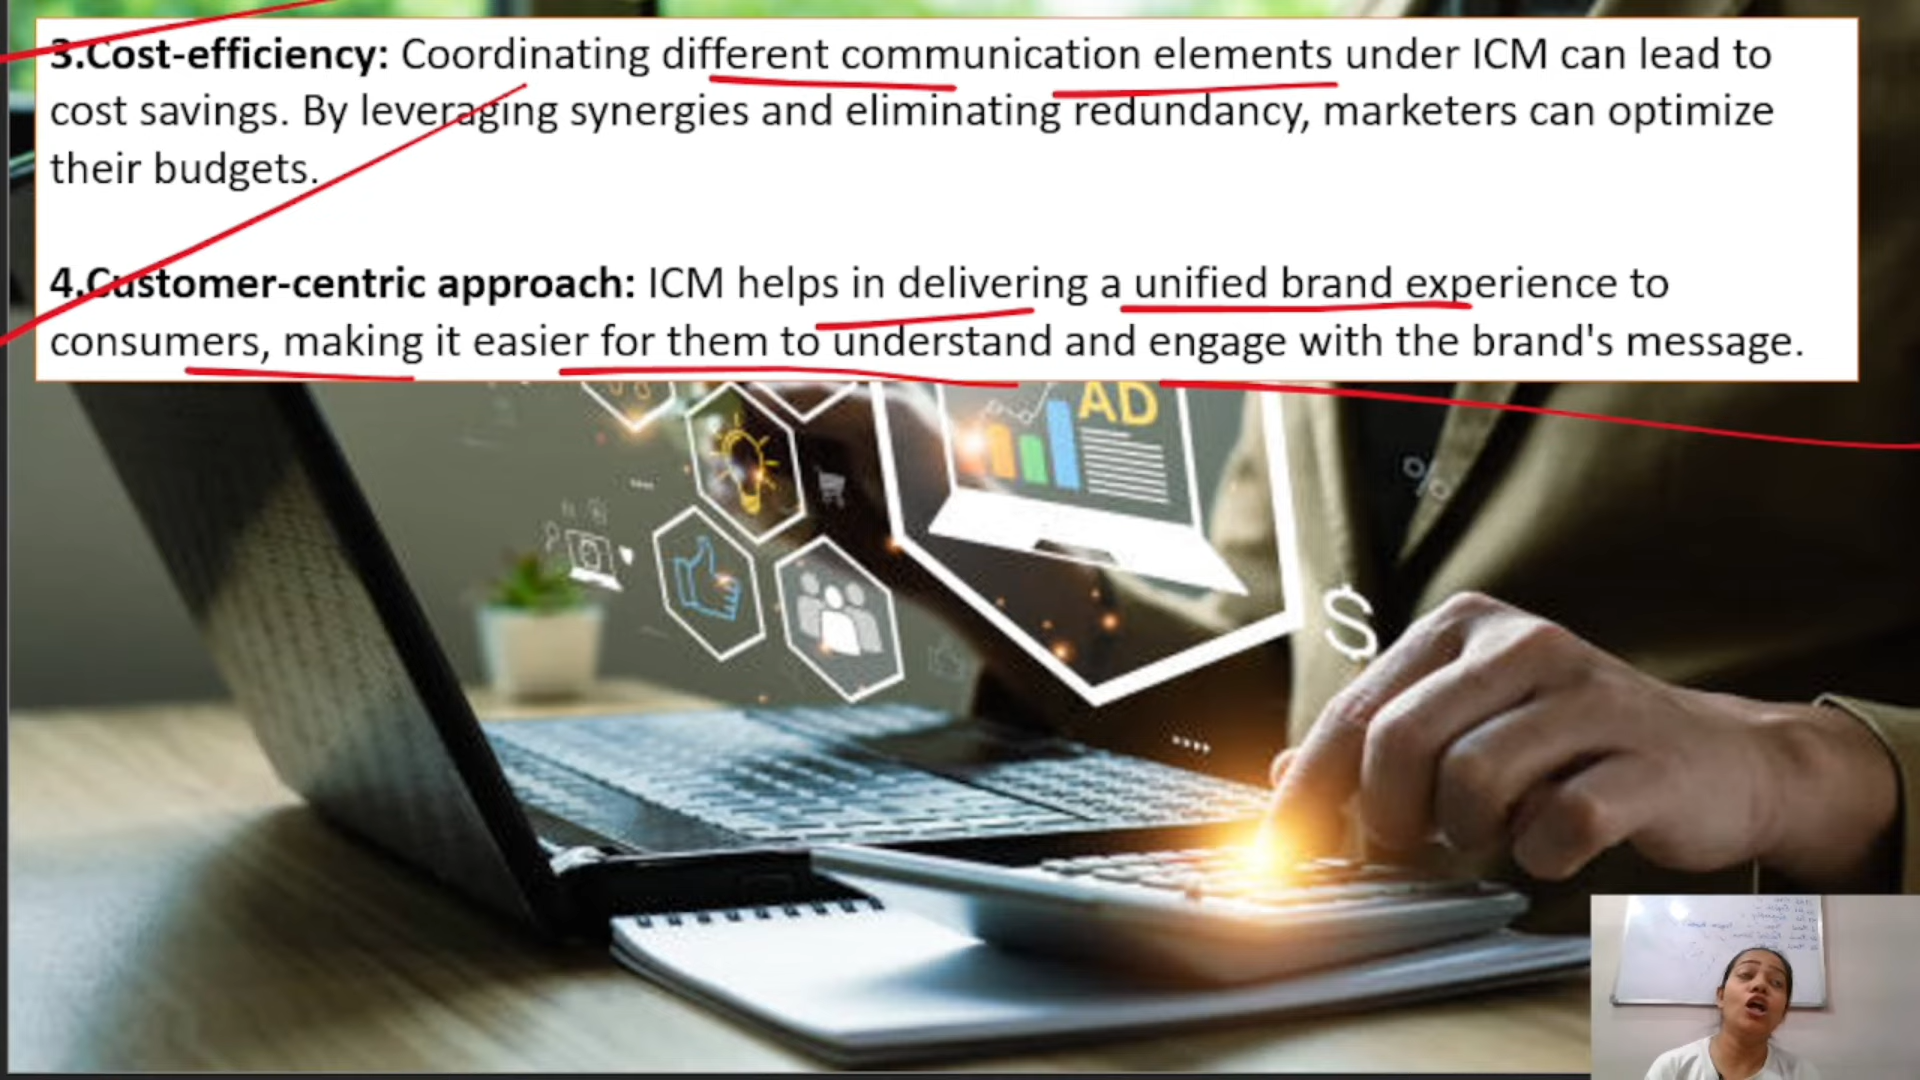 3.Cost-efficiency: Coordinating different communication elements under ICM can lead to
cost savings. By leveraging synergies and eliminating redundancy, marketers can optimize
their budgets.
4.Customer-centric approach: ICM helps in delivering a unified brand experience to
consumers, making it easier for them to understand and engage with the brand's message.
AD
%
$